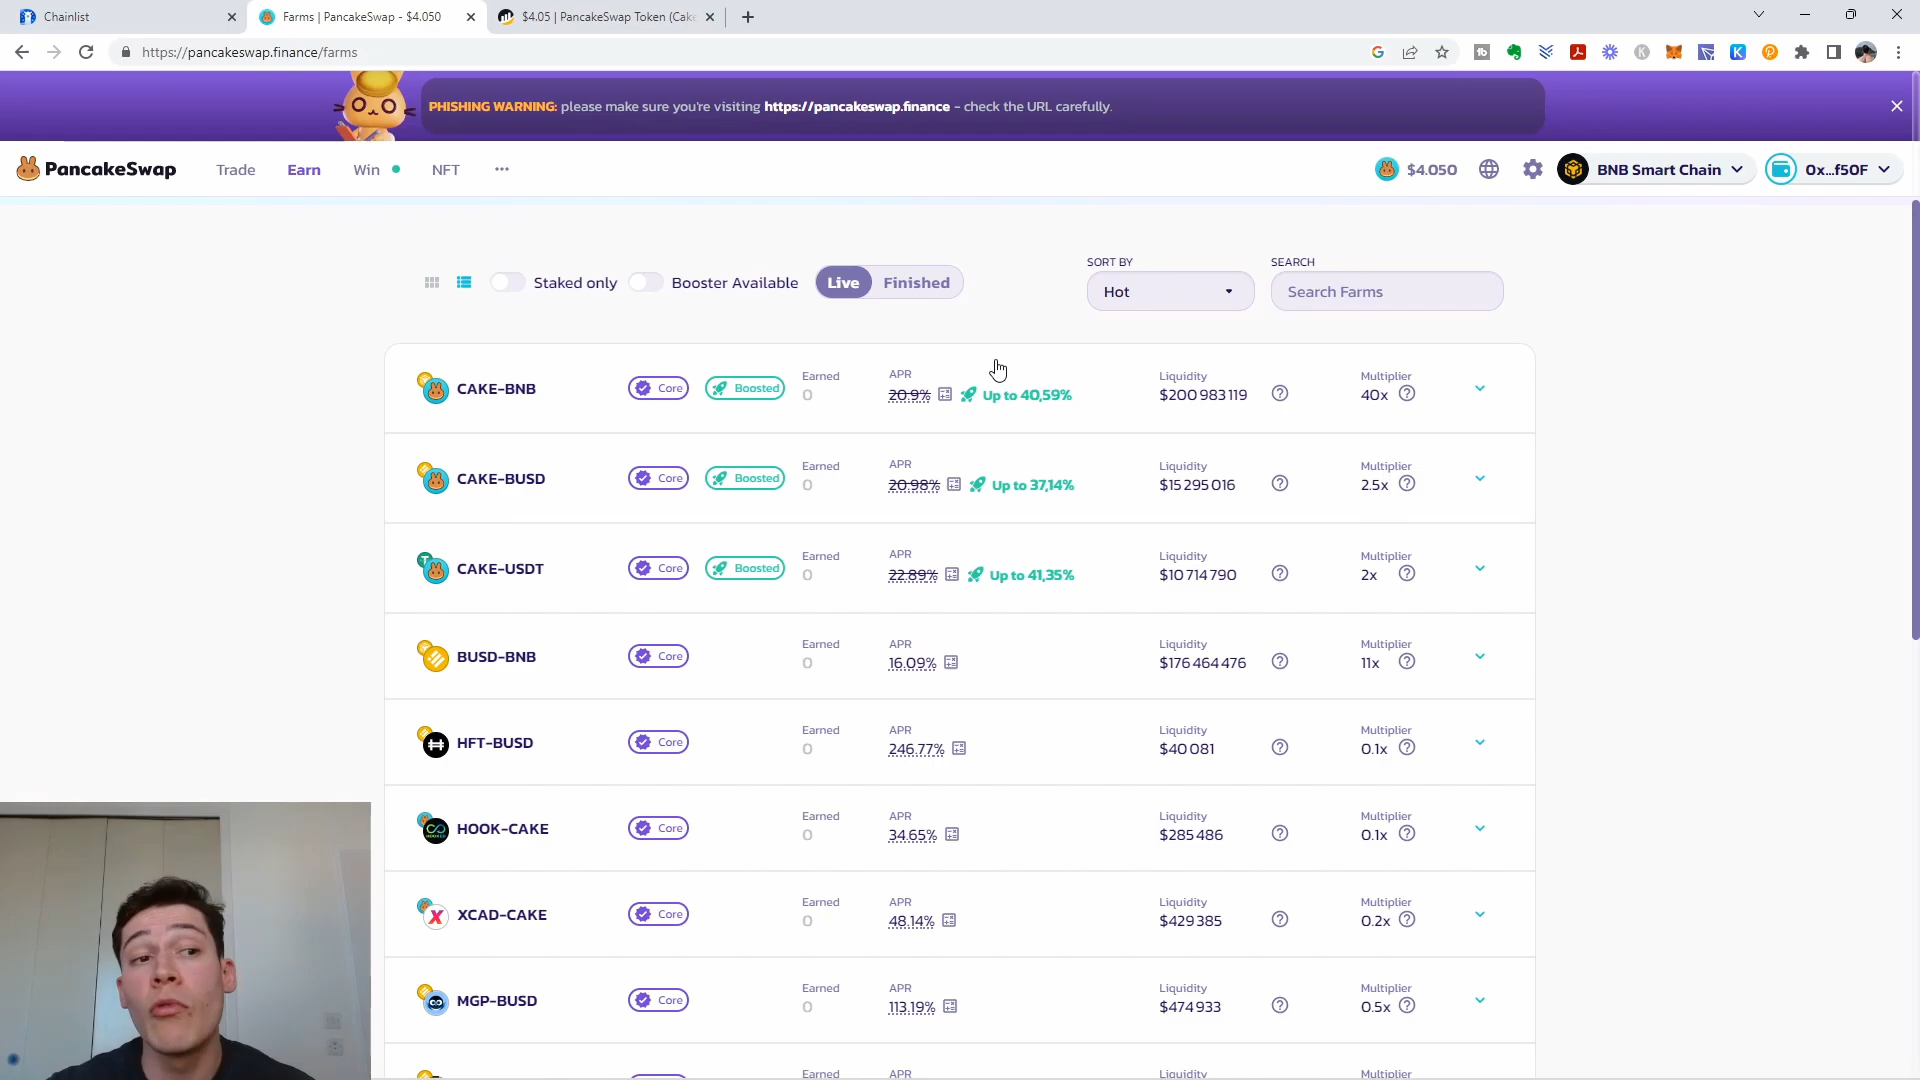 Chainlist
Farms | PancakeSwap - $4.050
$4.05 | PancakeSwap Token (Cake
https://pancakeswap.finance/farms
PHISHING WARNING: please make sure you're visiting https://pancakeswap.finance - check the URL carefully.
PancakeSwap
Trade
Earn
Win
NFT
$4.050
BNB Smart Chain
0x...f50F
Staked only
Booster Available
Live
Finished
SORT BY
Hot
SEARCH
Search Farms
CAKE-BNB
Core
Boosted
Earned
0
APR
20.9%
Up to 40,59%
Liquidity
$200 983 119
Multiplier
40x
CAKE-BUSD
Core
Boosted
Earned
0
APR
20.98%
Up to 37,14%
Liquidity
$15 295 016
Multiplier
2.5x
CAKE-USDT
Core
Boosted
Earned
0
APR
22.89%
Up to 41,35%
Liquidity
$10 714 790
Multiplier
2x
BUSD-BNB
Core
Earned
0
APR
16.09%
Liquidity
$176 464 476
Multiplier
11x
HFT-BUSD
Core
Earned
0
APR
246.77%
Liquidity
$40 081
Multiplier
0.1x
HOOK-CAKE
Core
Earned
0
APR
34.65%
Liquidity
$285 486
Multiplier
0.1x
XCAD-CAKE
Core
Earned
0
APR
48.14%
Liquidity
$429 385
Multiplier
0.2x
MGP-BUSD
Core
Earned
0
APR
113.19%
Liquidity
$474 933
Multiplier
0.5x
Earned
APR
Liquidity
Multiplier